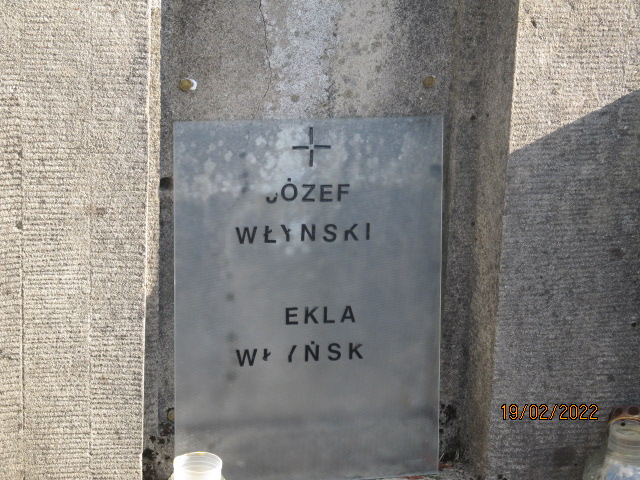 JÓZEF
WŁYNSKI
EKLA
WŁYŃSK
19/02/2022